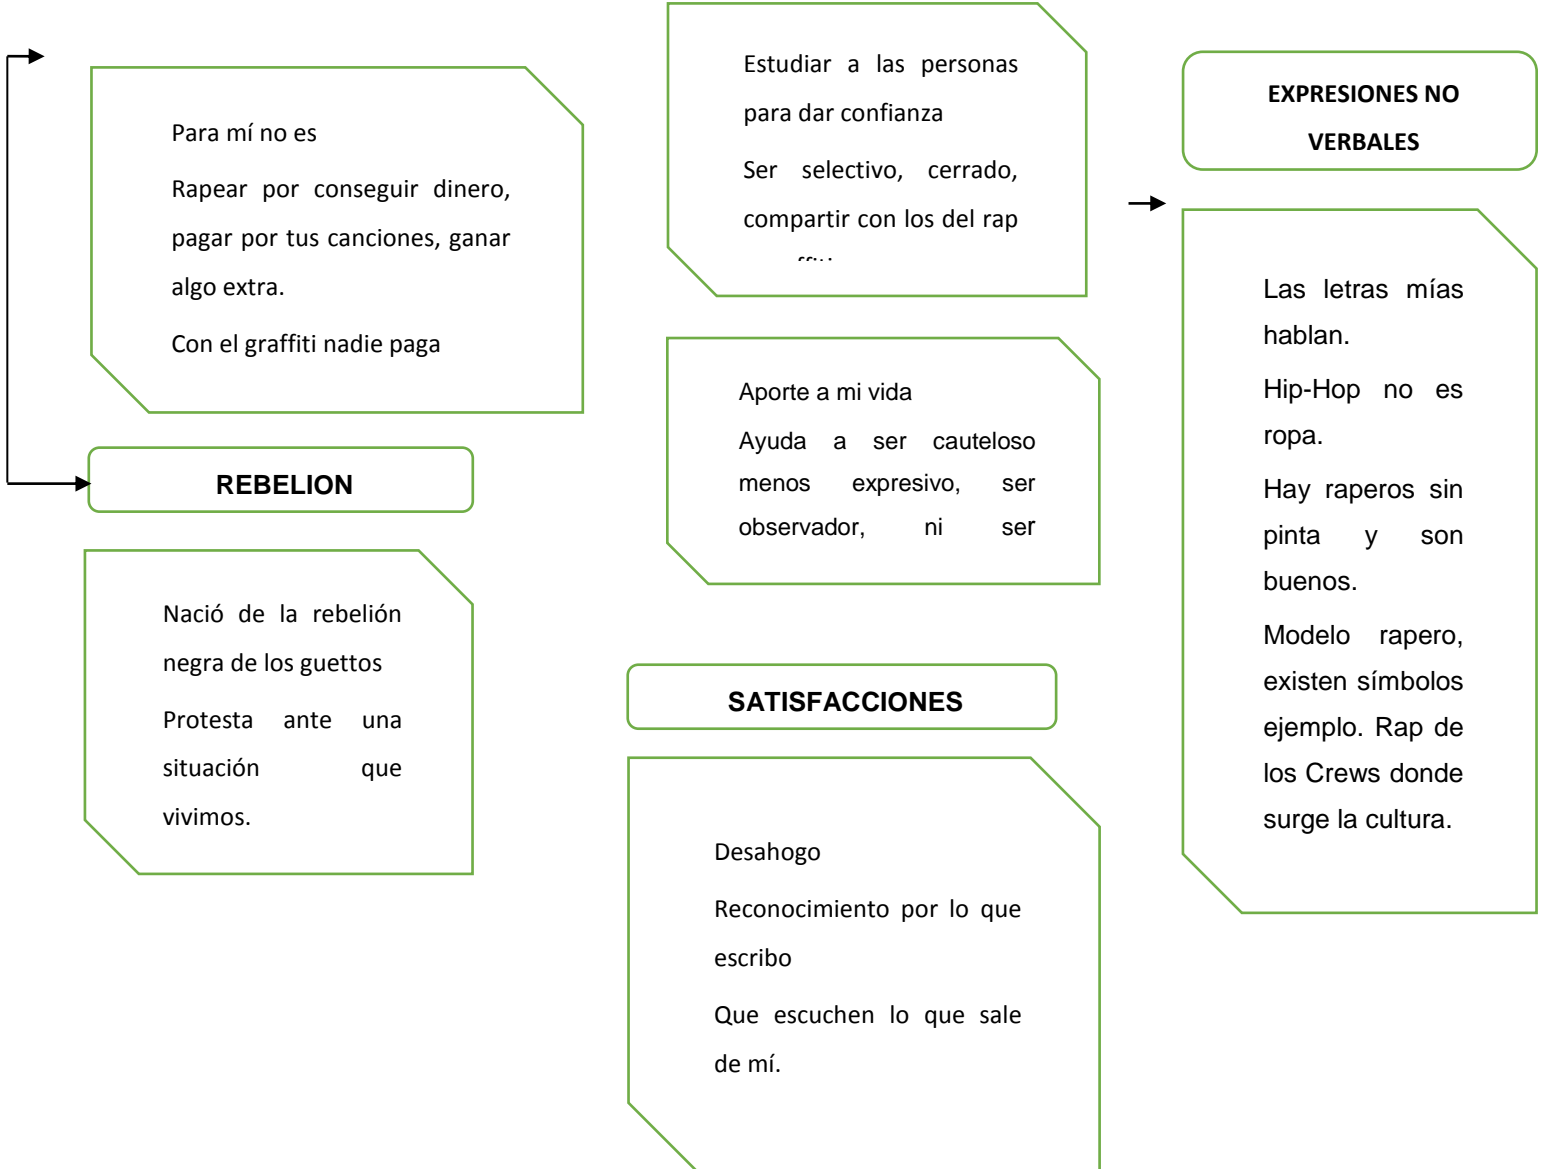 Para mí no es
Rapear por conseguir dinero,
pagar por tus canciones, ganar
algo extra.
Con el graffiti nadie paga
REBELION
Nació de la rebelión
negra de los guettos
Protesta ante una
situación que
vivimos.
Estudiar a las personas
para dar confianza
Ser selectivo, cerrado,
compartir con los del rap
Aporte a mi vida
Ayuda a ser cauteloso
menos expresivo, ser
observador, ni ser
SATISFACCIONES
Desahogo
Reconocimiento por lo que
escribo
Que escuchen lo que sale
de mí.
EXPRESIONES NO
VERBALES
Las letras mías
hablan.
Hip-Hop no es
ropa.
Hay raperos sin
pinta y son
buenos.
Modelo rapero,
existen símbolos
ejemplo. Rap de
los Crews donde
surge la cultura.